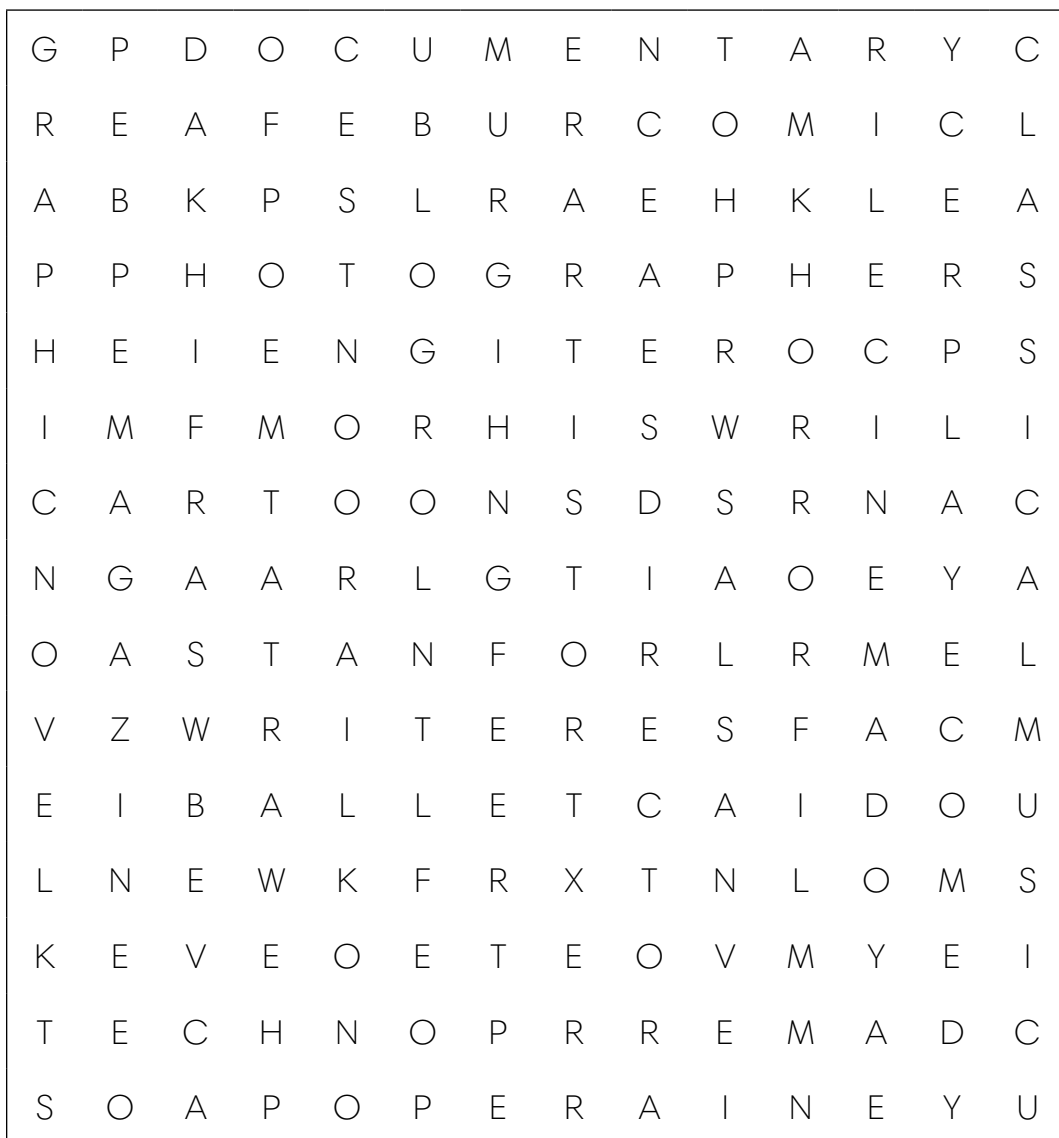 G P D O C U M E N T A R Y C
R E A F E B U R C O M I C L
A B K P S L R A E H K L E A
P P H O T O G R A P H E R S
H E I E N G I T E R O C P S
I M F M O R H I S W R I L I
C A R T O O N S D S R N A C
N G A A R L G T I A O E Y A
O A S T A N F O R L R M E L
V Z W R I T E R E S F A C M
E I B A L L E T C A I D O U
L N E W K F R X T N L O M S
K E V E O E T E O V M Y E I
T E C H N O P R R E M A D C
S O A P O P E R A I N E Y U